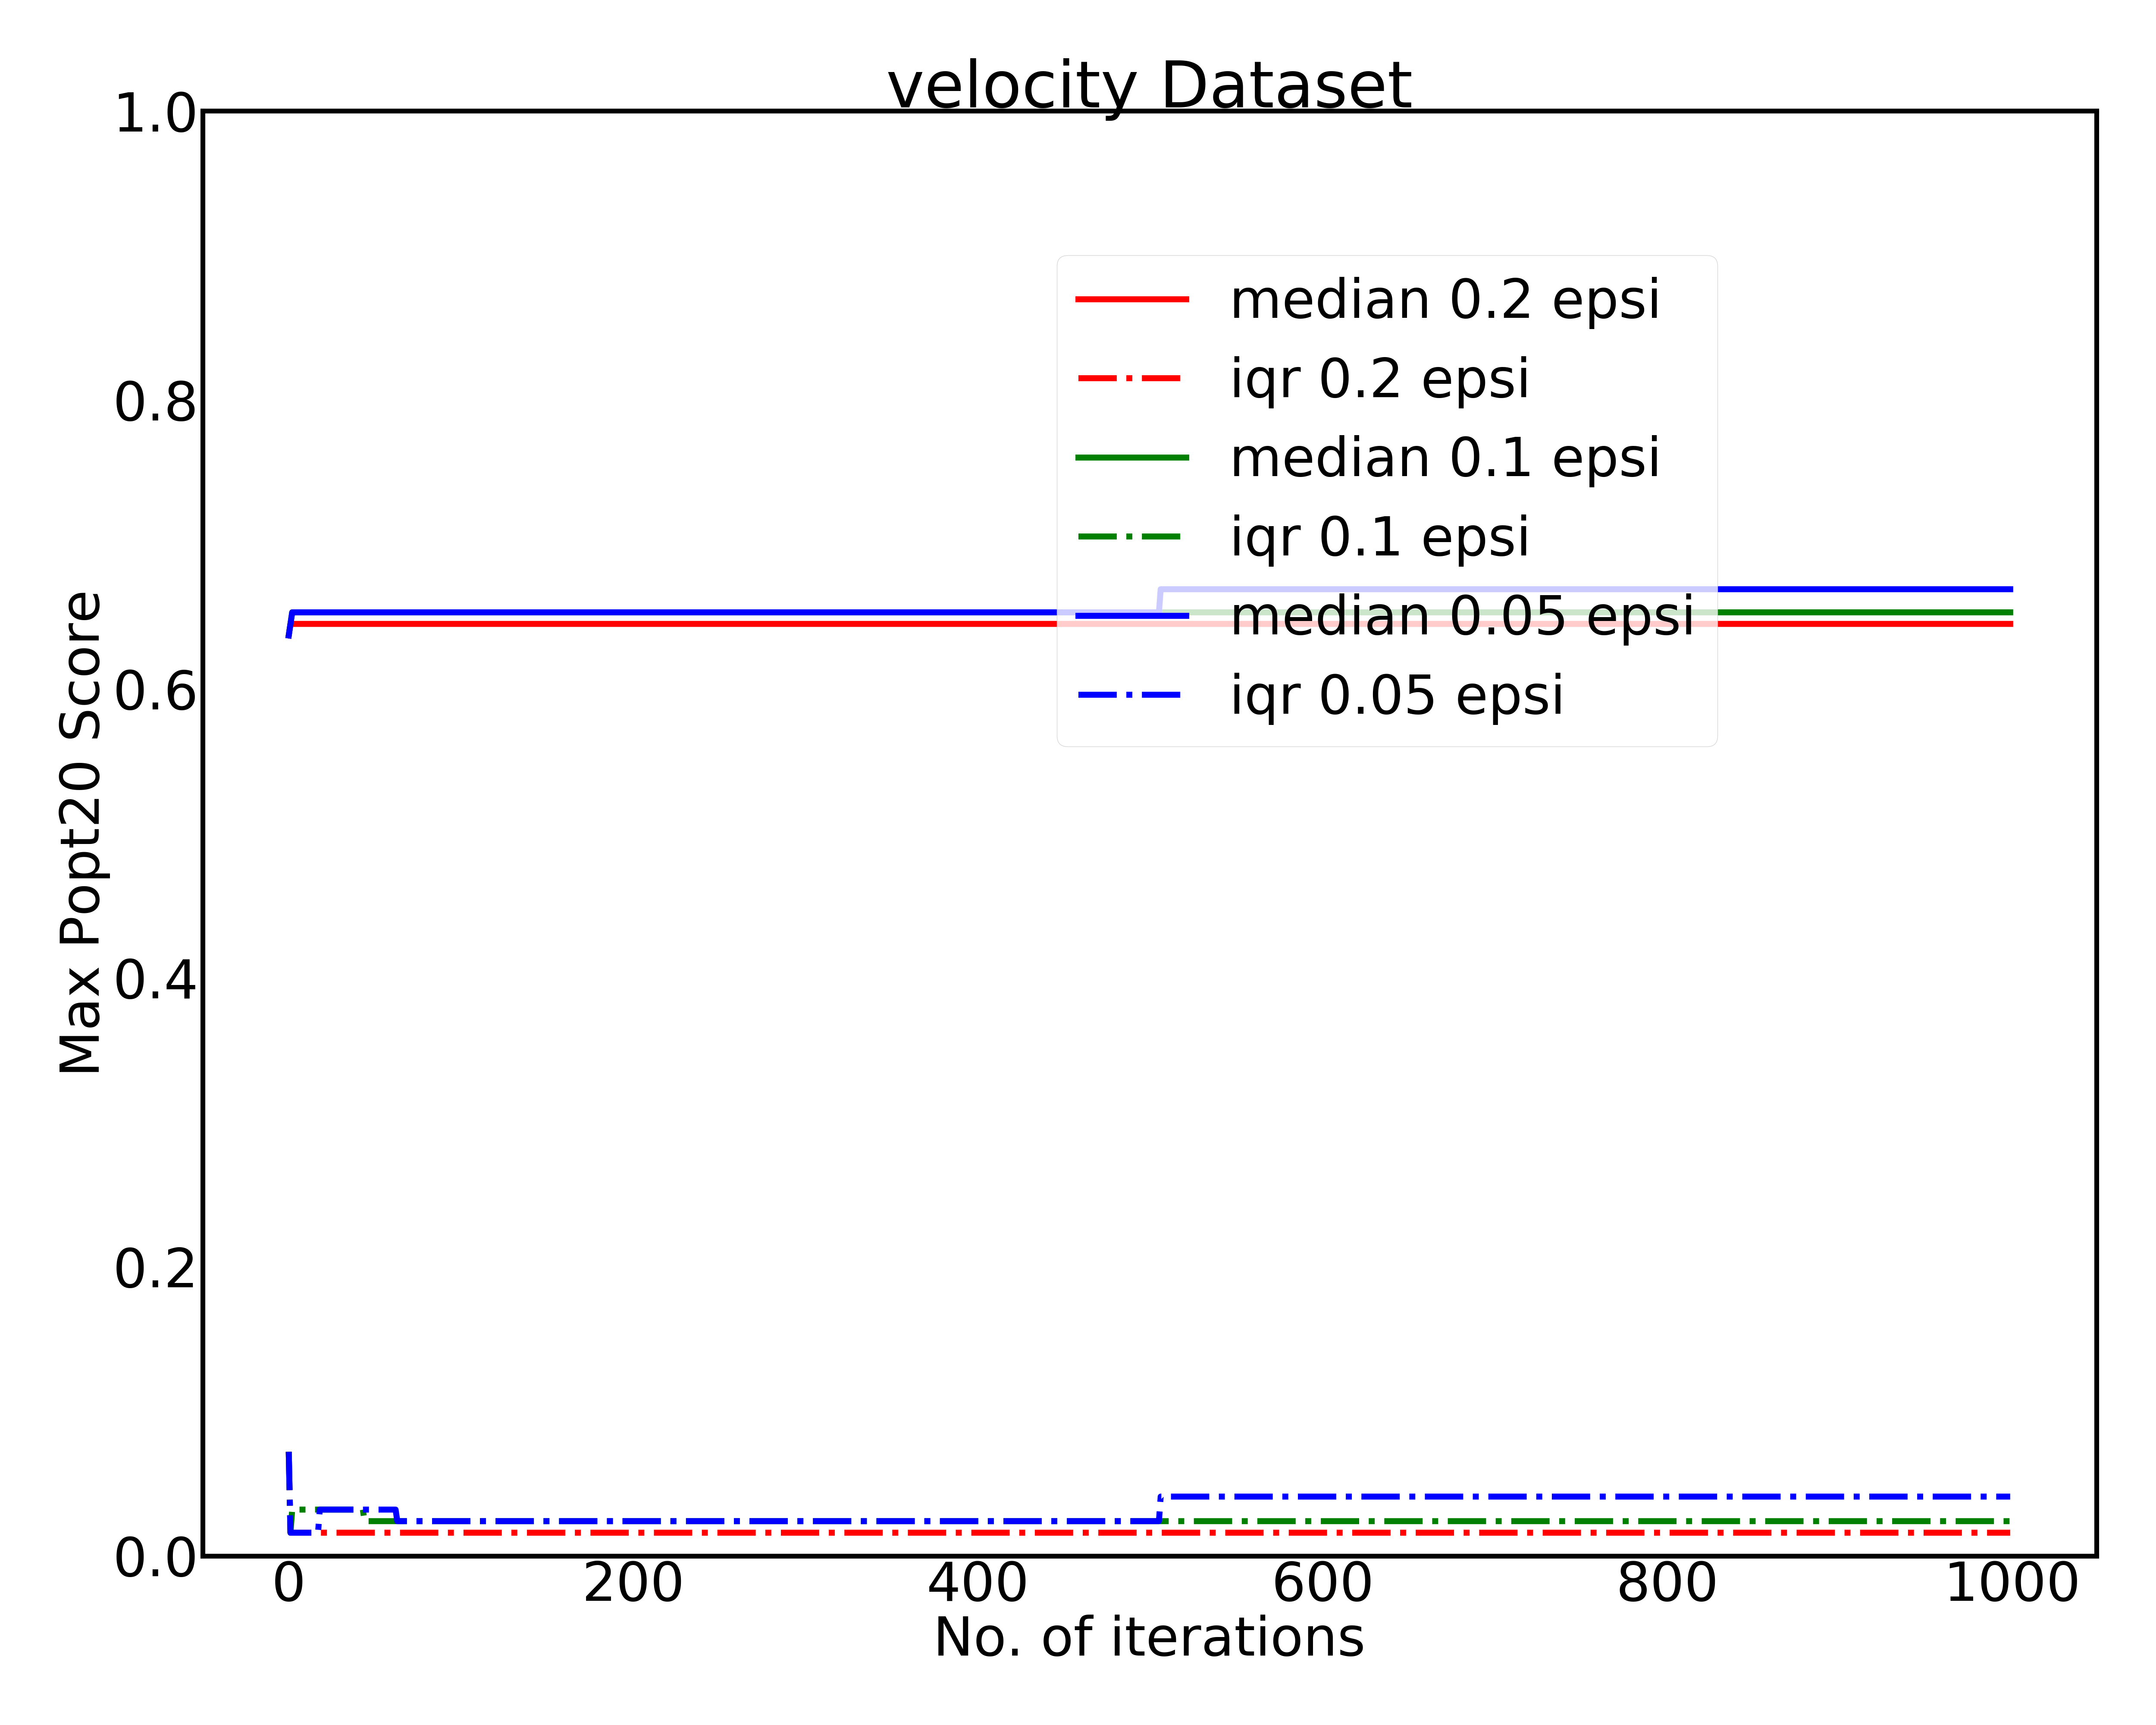 velocity Dataset
1.0
0.8
0.6
0.4
0.2
0.0
Max Popt20 Score
median 0.2 epsi
iqr 0.2 epsi
median 0.1 epsi
iqr 0.1 epsi
median 0.05 epsi
iqr 0.05 epsi
0 200 400 600 800 1000
No. of iterations